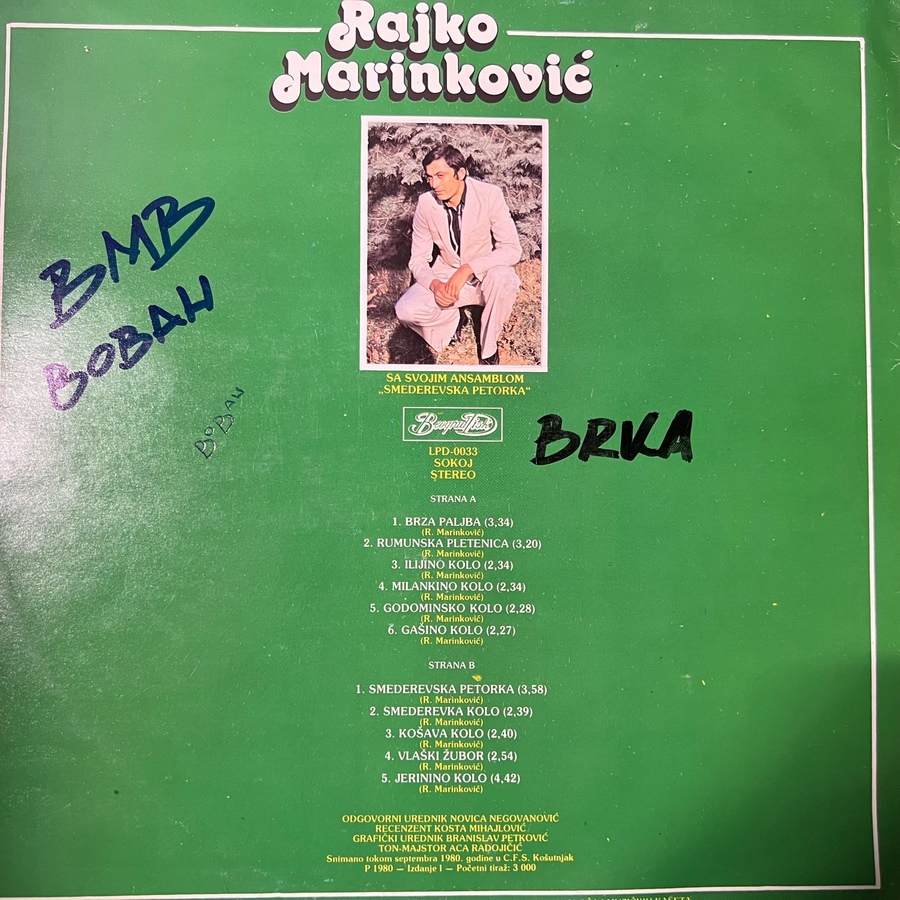 Rajko
Marinković
BMB
BOBAN
BOBAN
SA SVOJIM ANSAMBLOM
„SMEDEREVSKA PETORKA“
Beograd Disk
BRKA
LPD-0033
SOKOJ
STEREO
STRANA A
1. BRZA PALJBA (3,34)
(R. Marinković)
2. RUMUNSKA PLETENICA (3,20)
(R. Marinković)
3. ILIJINO KOLO (2,34)
(R. Marinković)
4. MILANKINO KOLO (2,34)
(R. Marinković)
5. GODOMINSKO KOLO (2,28)
(R. Marinković)
6. GAŠINO KOLO (2,27)
(R. Marinković)
STRANA B
1. SMEDEREVSKA PETORKA (3,58)
(R. Marinković)
2. SMEDEREVKA KOLO (2,39)
(R. Marinković)
3. KOŠAVA KOLO (2,40)
(R. Marinković)
4. VLAŠKI ŽUBOR (2,54)
(R. Marinković)
5. JERININO KOLO (4,42)
(R. Marinković)
ODGOVORNI UREDNIK NOVICA NEGOVANOVIĆ
RECENZENT KOSTA MIHAJLOVIĆ
GRAFIČKI UREDNIK BRANISLAV PETKOVIĆ
TON-MAJSTOR ACA RADOJIČIĆ
Snimano tokom septembra 1980. godine u C.F.S. Košutnjak
P 1980 — Izdanje I — Početni tiraž: 3 000